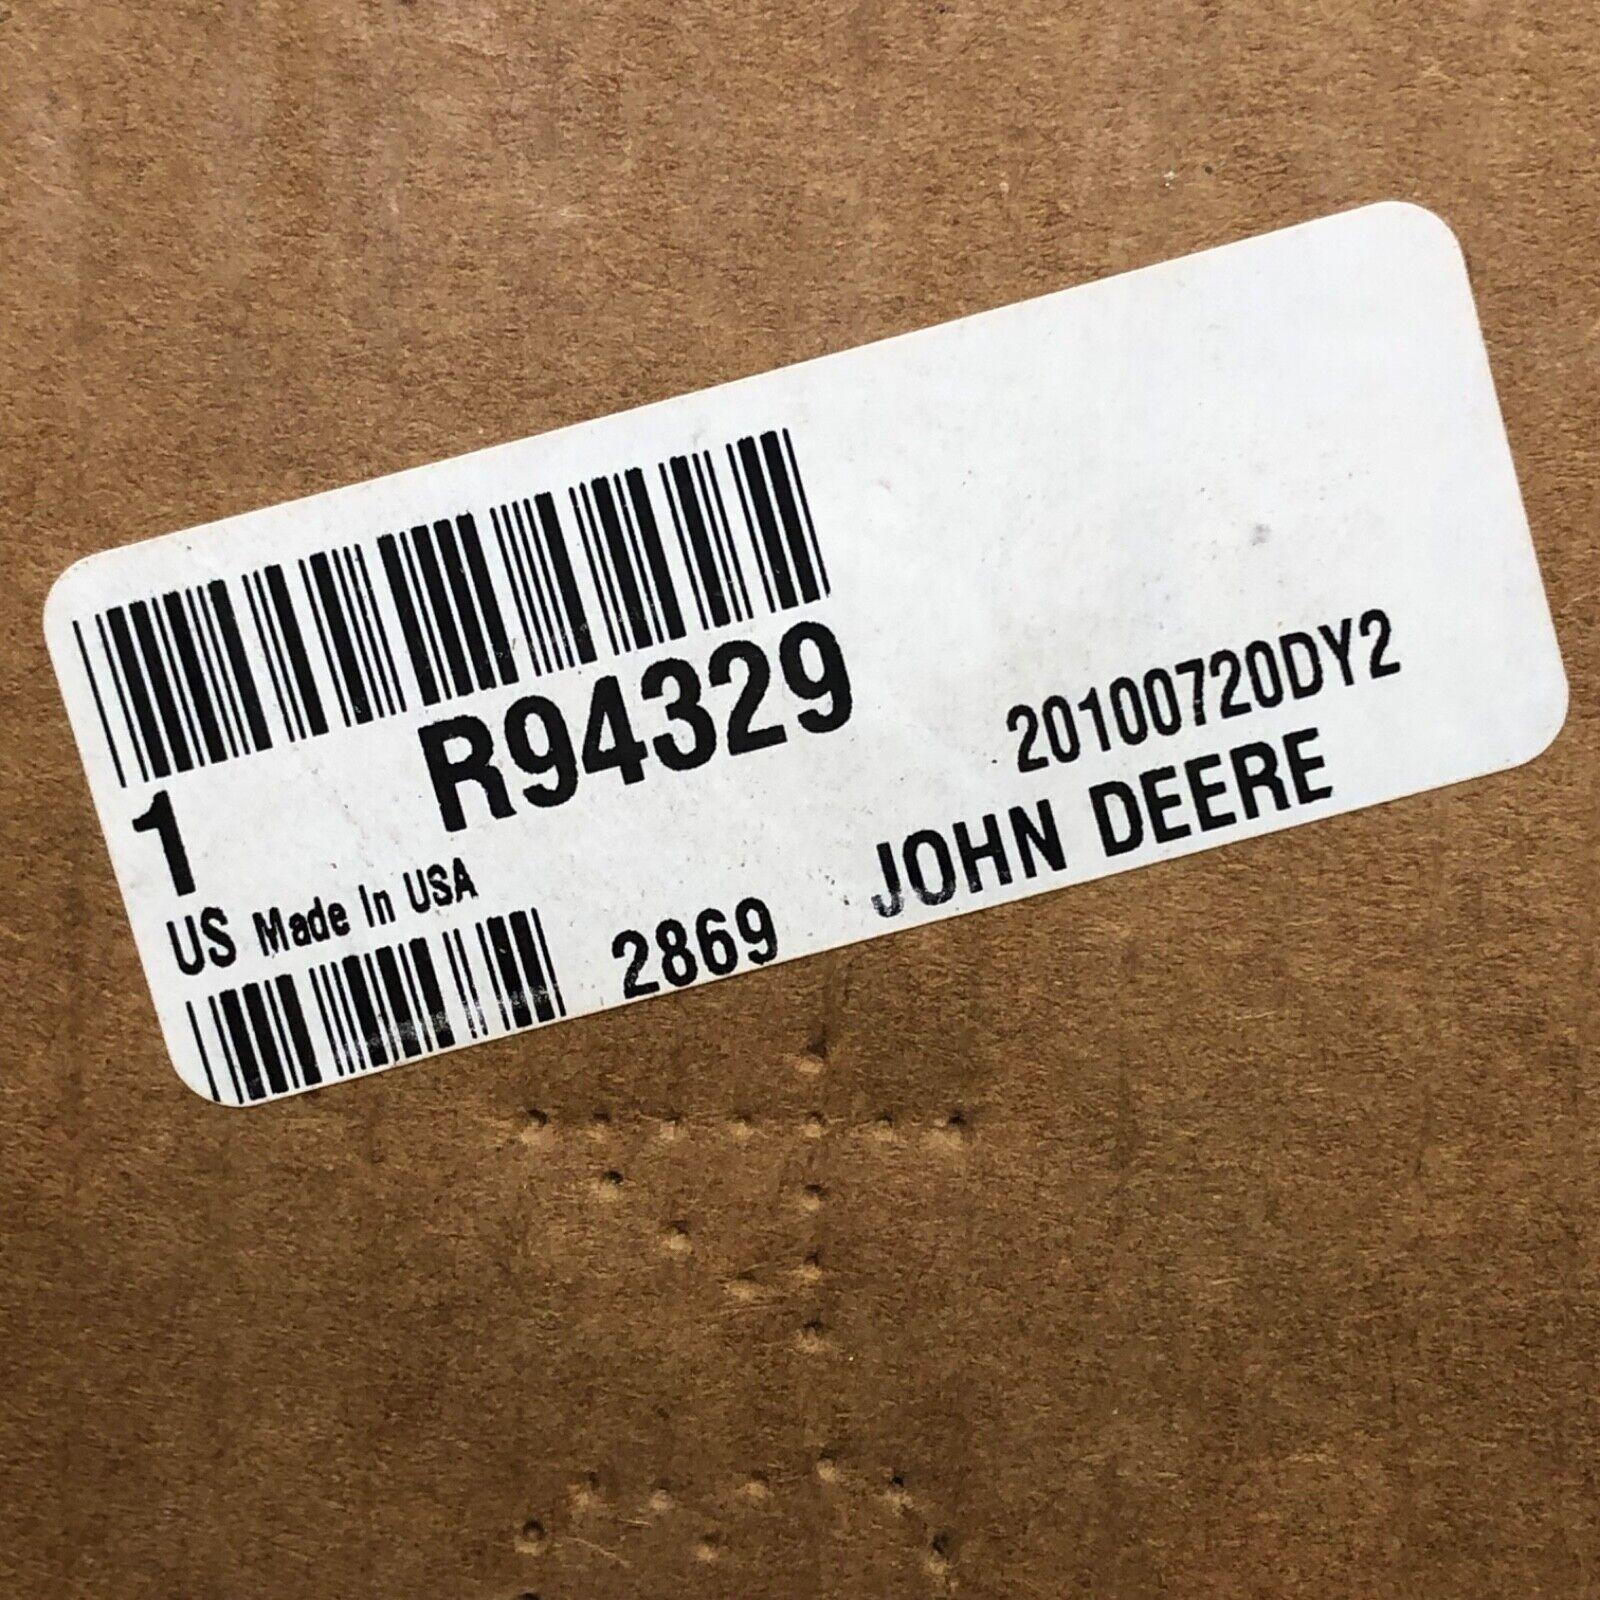 R94329
20100720DY2
1
JOHN DEERE
US Made In USA
2869